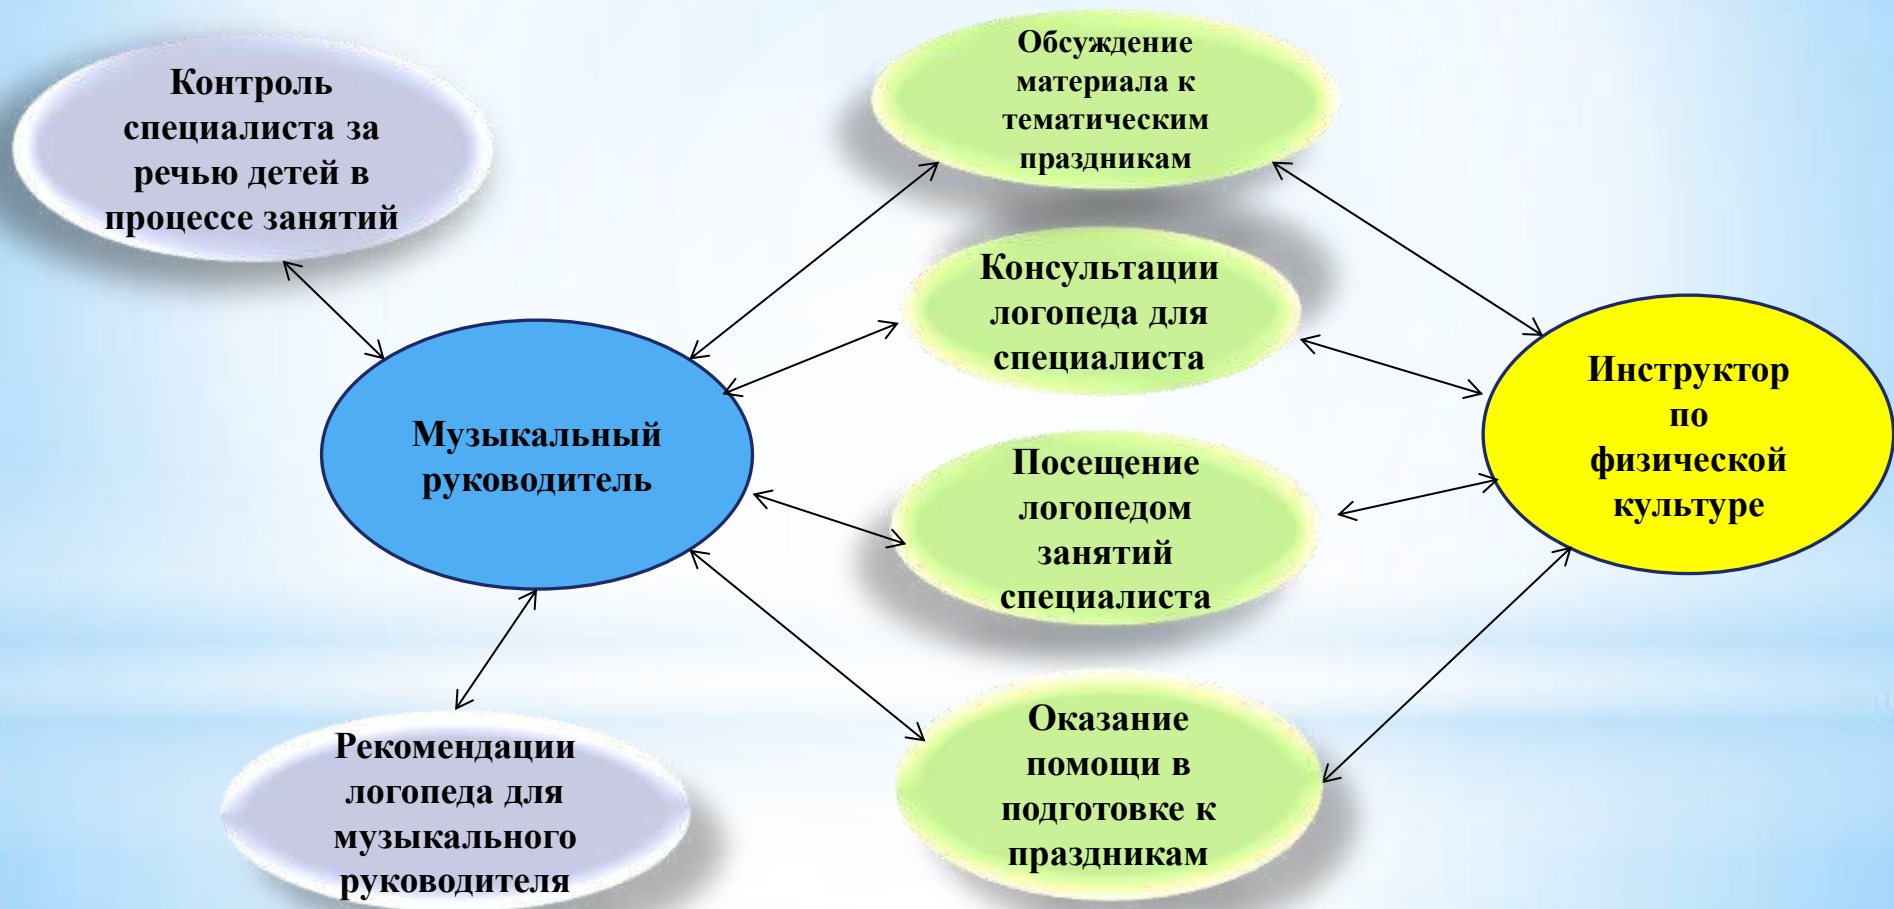 Контроль
специалиста за
речью детей в
процессе занятий
Обсуждение
материала к
тематическим
праздникам
Консультации
логопеда для
специалиста
Музыкальный
руководитель
Инструктор
по
физической
культуре
Посещение
логопедом
занятий
специалиста
Рекомендации
логопеда для
музыкального
руководителя
Оказание
помощи в
подготовке к
праздникам